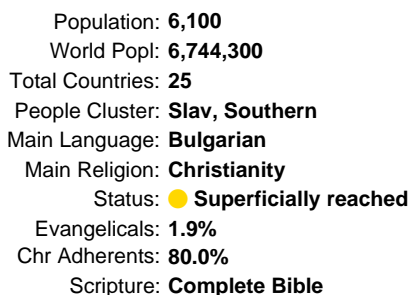 Population: 6,100
World Popl: 6,744,300
Total Countries: 25
People Cluster: Slav, Southern
Main Language: Bulgarian
Main Religion: Christianity
Status: Superficially reached
Evangelicals: 1.9%
Chr Adherents: 80.0%
Scripture: Complete Bible